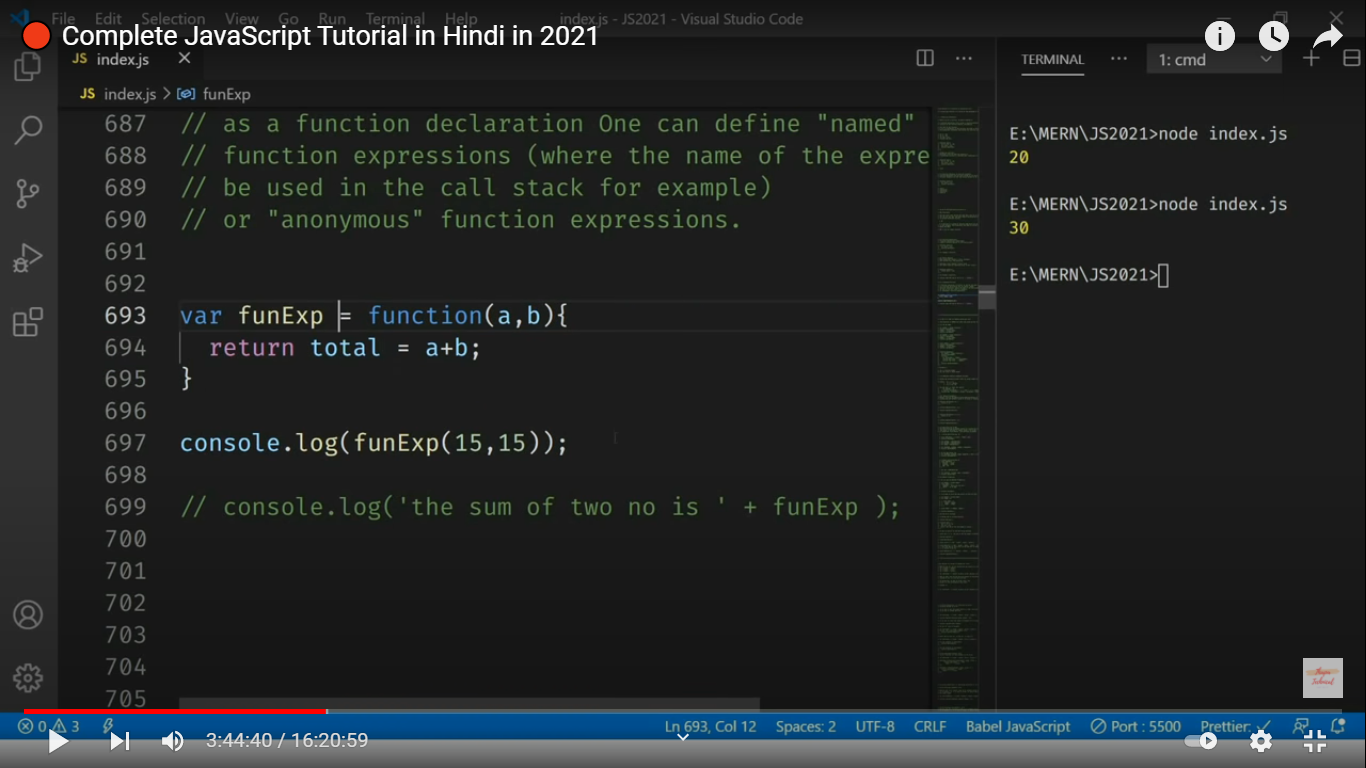 File Edit Selection View Go Run Terminal Help index.js - JS2021 - Visual Studio Code
Complete JavaScript Tutorial in Hindi in 2021
JS index.js
JS index.js > funExp
687 // as a function declaration One can define "named"
688 // function expressions (where the name of the expre
689 // be used in the call stack for example)
690 // or "anonymous" function expressions.
691
692
693 var funExp = function(a,b){
694 return total = a+b;
695 }
696
697 console.log(funExp(15,15));
698
699 // console.log('the sum of two no is ' + funExp );
700
701
702
703
704
705
TERMINAL ··· 1: cmd
E:\MERN\JS2021>node index.js
20
E:\MERN\JS2021>node index.js
30
E:\MERN\JS2021>
Thapa
Technical
0 3 Ln 693, Col 12 Spaces: 2 UTF-8 CRLF Babel JavaScript Port : 5500 Prettier: ✓
3:44:40 / 16:20:59